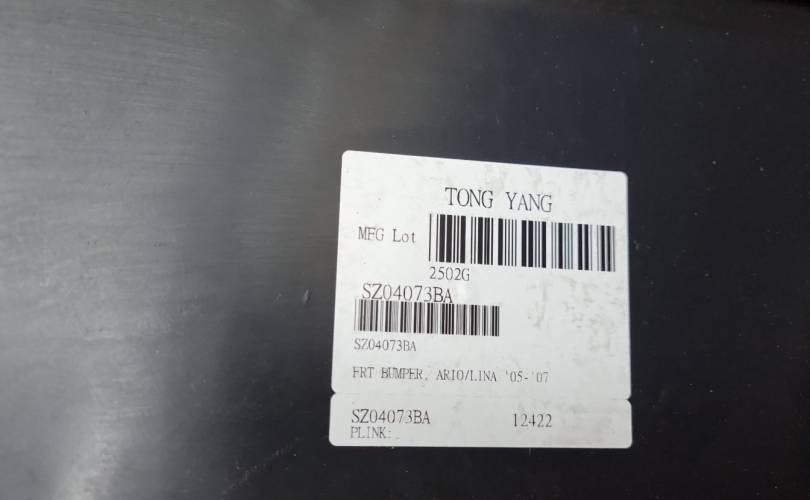 TONG YANG
MFG Lot
2502G
SZ04073BA
SZ04073BA
FRT BUMPER, ARIO/LINA '05-'07
SZ04073BA 12422
PLINK: